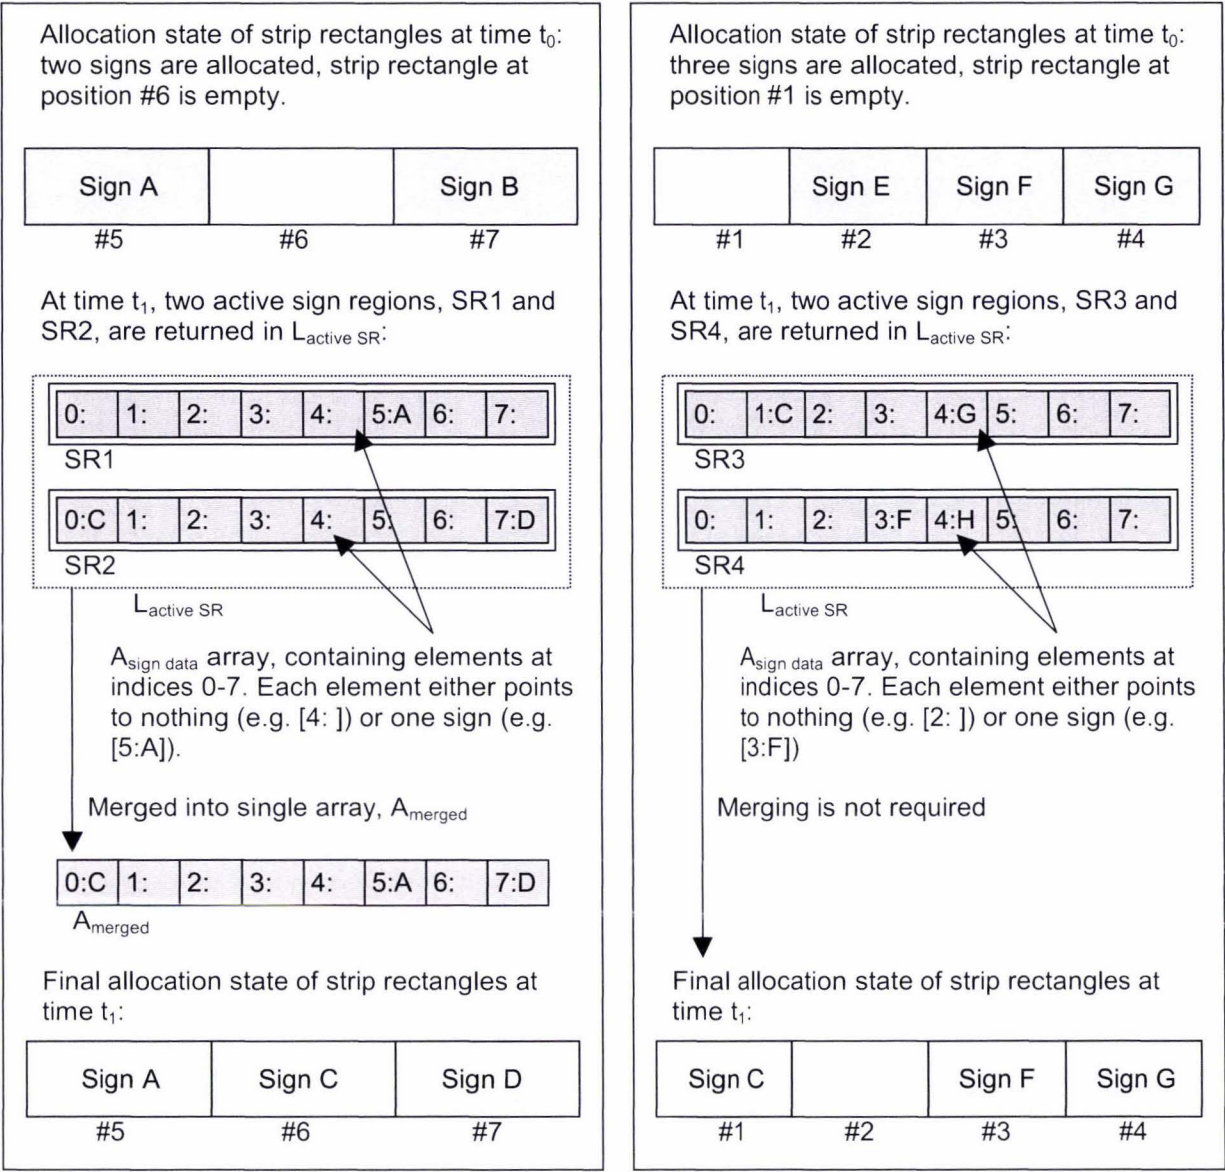 Allocation state of strip rectangles at time t0:
two signs are allocated, strip rectangle at
position #6 is empty.
Sign A Sign B
#5 #6 #7
At time t1, two active sign regions, SR1 and
SR2, are returned in Lactive SR:
0: 1: 2: 3: 4: 5:A 6: 7:
SR1
0:C 1: 2: 3: 4: 5: 6: 7:D
SR2
Lactive SR
Asign data array, containing elements at
indices 0-7. Each element either points
to nothing (e.g. [4: ]) or one sign (e.g.
[5:A]).
Merged into single array, Amerged
0:C 1: 2: 3: 4: 5:A 6: 7:D
Amerged
Final allocation state of strip rectangles at
time t1:
Sign A Sign C Sign D
#5 #6 #7
Allocation state of strip rectangles at time t0:
three signs are allocated, strip rectangle at
position #1 is empty.
Sign E Sign F Sign G
#1 #2 #3 #4
At time t1, two active sign regions, SR3 and
SR4, are returned in Lactive SR:
0: 1:C 2: 3: 4:G 5: 6: 7:
SR3
0: 1: 2: 3:F 4:H 5: 6: 7:
SR4
Lactive SR
Asign data array, containing elements at
indices 0-7. Each element either points
to nothing (e.g. [2: ]) or one sign (e.g.
[3:F])
Merging is not required
Final allocation state of strip rectangles at
time t1:
Sign C Sign F Sign G
#1 #2 #3 #4